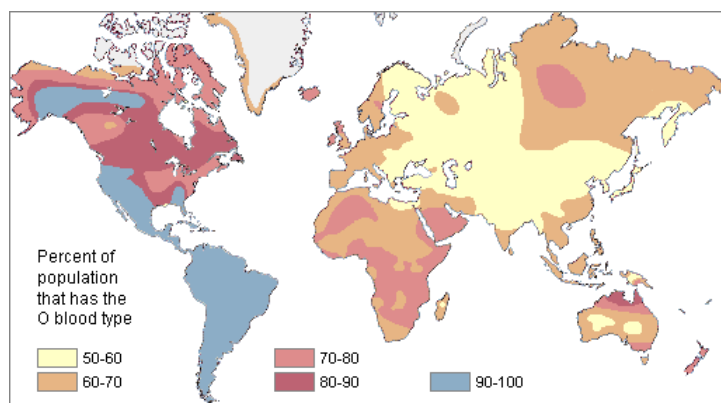 Percent of
population
that has the
O blood type
50-60
60-70
70-80
80-90
90-100